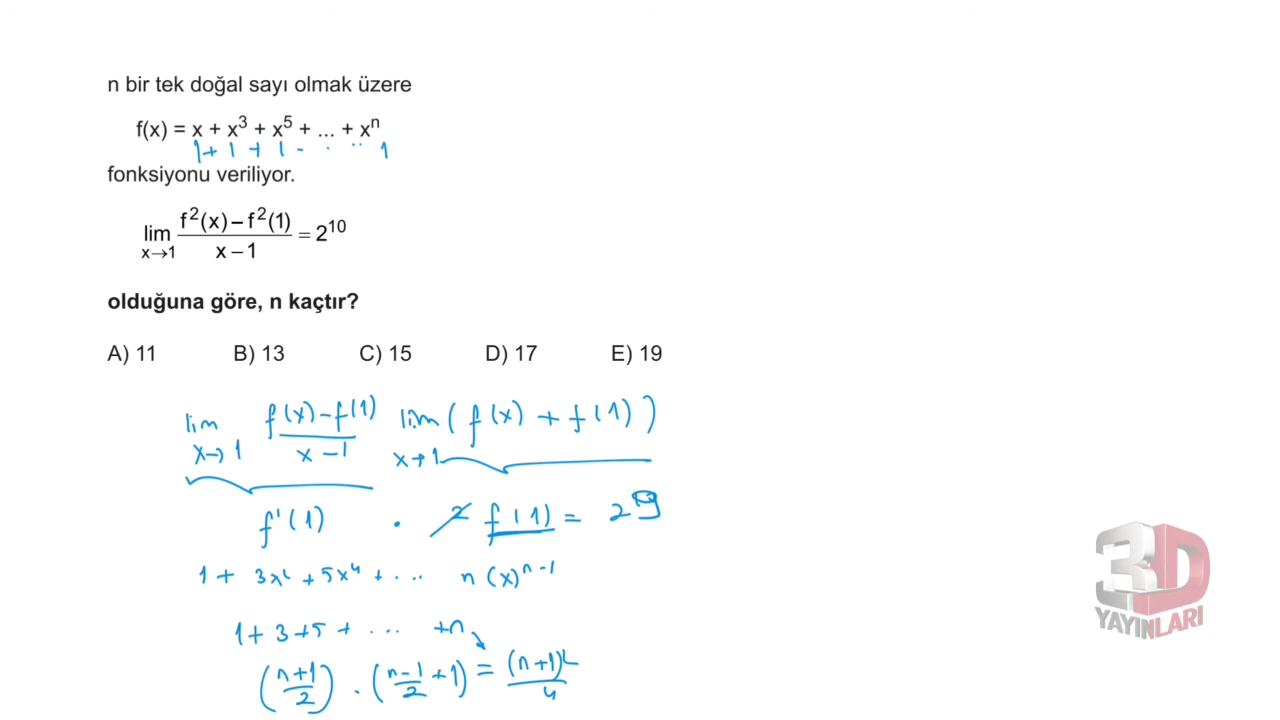 n bir tek doğal sayı olmak üzere
f(x) = x + x³ + x⁵ + ... + xⁿ
1 + 1 + 1 - . .. 1
fonksiyonu veriliyor.
lim x→1 f²(x) – f²(1) / x – 1 = 2¹⁰
olduğuna göre, n kaçtır?
A) 11 B) 13 C) 15 D) 17 E) 19
lim x→1 f(x) – f(1) / x – 1 lim x→1 (f(x) + f(1))
f'(1) . 2 f(1) = 2⁹
1 + 3x² + 5x⁴ + ... n(x)ⁿ⁻¹
1 + 3 + 5 + ... + n
(n+1 / 2) . (n-1 / 2 + 1) = (n+1)² / 4
3D
YAYINLARI